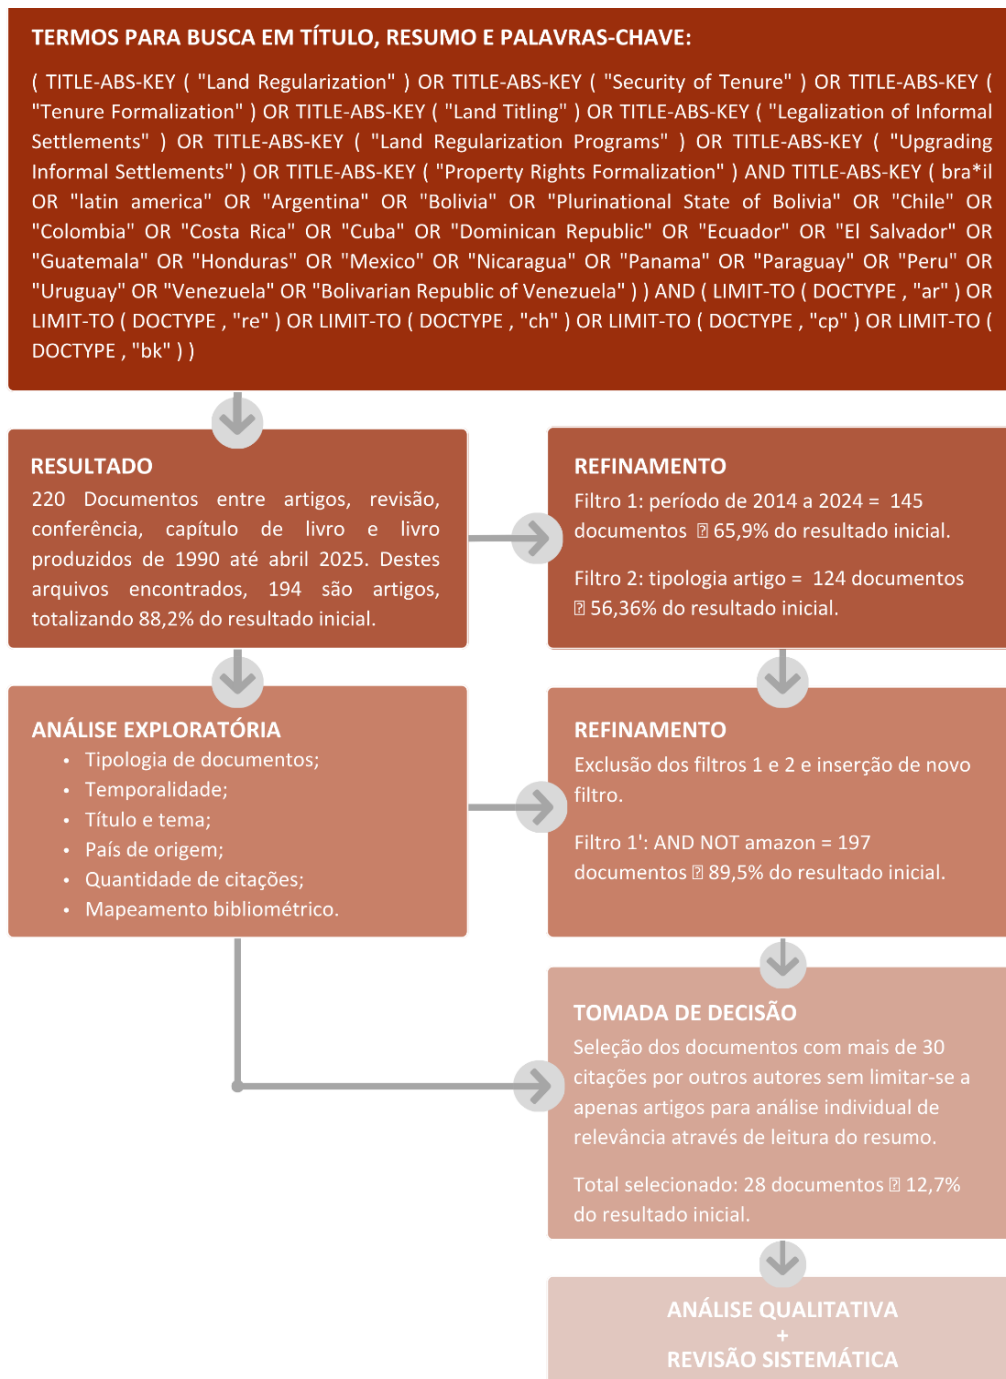 TERMOS PARA BUSCA EM TÍTULO, RESUMO E PALAVRAS-CHAVE:
( TITLE-ABS-KEY ( "Land Regularization" ) OR TITLE-ABS-KEY ( "Security of Tenure" ) OR TITLE-ABS-KEY (
"Tenure Formalization" ) OR TITLE-ABS-KEY ( "Land Titling" ) OR TITLE-ABS-KEY ( "Legalization of Informal
Settlements" ) OR TITLE-ABS-KEY ( "Land Regularization Programs" ) OR TITLE-ABS-KEY ( "Upgrading
Informal Settlements" ) OR TITLE-ABS-KEY ( "Property Rights Formalization" ) AND TITLE-ABS-KEY ( bra*il
OR "latin america" OR "Argentina" OR "Bolivia" OR "Plurinational State of Bolivia" OR "Chile" OR
"Colombia" OR "Costa Rica" OR "Cuba" OR "Dominican Republic" OR "Ecuador" OR "El Salvador" OR
"Guatemala" OR "Honduras" OR "Mexico" OR "Nicaragua" OR "Panama" OR "Paraguay" OR "Peru" OR
"Uruguay" OR "Venezuela" OR "Bolivarian Republic of Venezuela" ) ) AND ( LIMIT-TO ( DOCTYPE , "ar" ) OR
LIMIT-TO ( DOCTYPE , "re" ) OR LIMIT-TO ( DOCTYPE , "ch" ) OR LIMIT-TO ( DOCTYPE , "cp" ) OR LIMIT-TO (
DOCTYPE , "bk" ) )
RESULTADO
220 Documentos entre artigos, revisão,
conferência, capítulo de livro e livro
produzidos de 1990 até abril 2025. Destes
arquivos encontrados, 194 são artigos,
totalizando 88,2% do resultado inicial.
REFINAMENTO
Filtro 1: período de 2014 a 2024 = 145
documentos ⍰ 65,9% do resultado inicial.
Filtro 2: tipologia artigo = 124 documentos
⍰ 56,36% do resultado inicial.
ANÁLISE EXPLORATÓRIA
• Tipologia de documentos;
• Temporalidade;
• Título e tema;
• País de origem;
• Quantidade de citações;
• Mapeamento bibliométrico.
REFINAMENTO
Exclusão dos filtros 1 e 2 e inserção de novo
filtro.
Filtro 1': AND NOT amazon = 197
documentos ⍰ 89,5% do resultado inicial.
TOMADA DE DECISÃO
Seleção dos documentos com mais de 30
citações por outros autores sem limitar-se a
apenas artigos para análise individual de
relevância através de leitura do resumo.
Total selecionado: 28 documentos ⍰ 12,7%
do resultado inicial.
ANÁLISE QUALITATIVA
+
REVISÃO SISTEMÁTICA